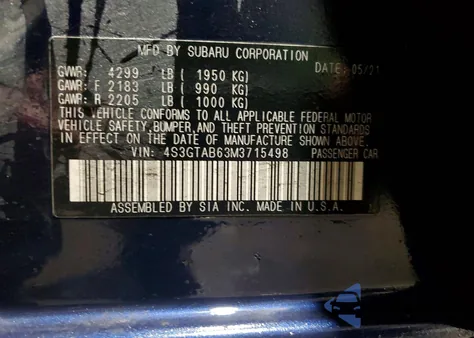 MFD BY SUBARU CORPORATION
DATE: 05/21
GVWR: 4299 LB ( 1950 KG)
GAWR: F 2183 LB ( 990 KG)
GAWR: R 2205 LB ( 1000 KG)
THIS VEHICLE CONFORMS TO ALL APPLICABLE FEDERAL MOTOR
VEHICLE SAFETY, BUMPER, AND THEFT PREVENTION STANDARDS
IN EFFECT ON THE DATE OF MANUFACTURE SHOWN ABOVE.
VIN: 4S3GTAB63M3715498 PASSENGER CAR
ASSEMBLED BY SIA INC. MADE IN U.S.A.